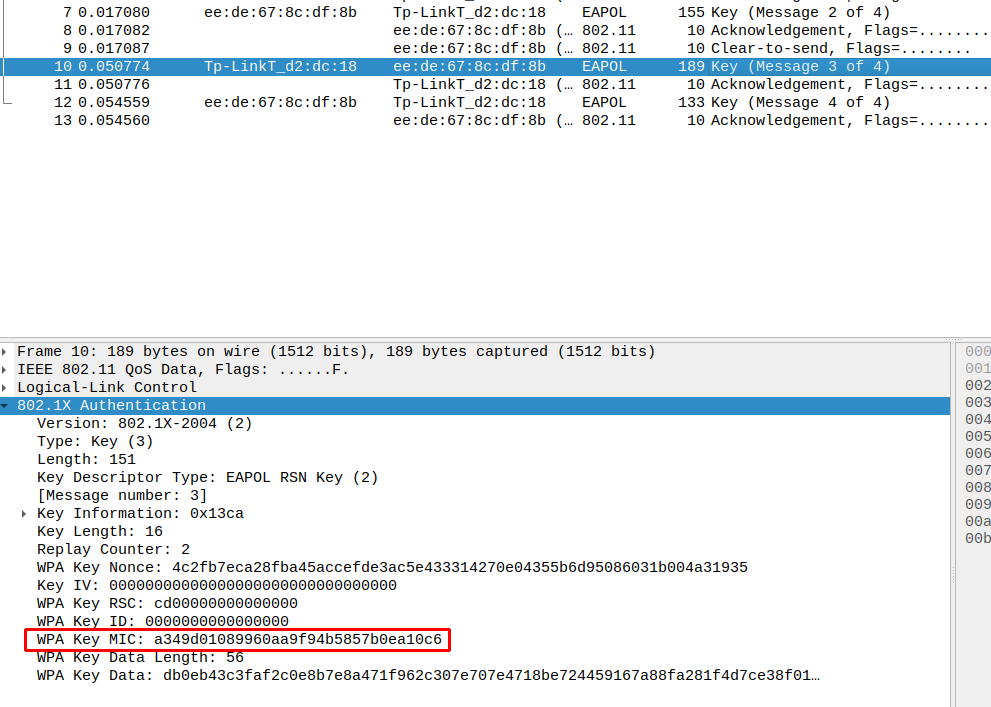 7 0.017080 ee:de:67:8c:df:8b Tp-LinkT_d2:dc:18 EAPOL 155 Key (Message 2 of 4)
8 0.017082 ee:de:67:8c:df:8b (… 802.11 10 Acknowledgement, Flags=........
9 0.017087 ee:de:67:8c:df:8b (… 802.11 10 Clear-to-send, Flags=........
10 0.050774 Tp-LinkT_d2:dc:18 ee:de:67:8c:df:8b EAPOL 189 Key (Message 3 of 4)
11 0.050776 Tp-LinkT_d2:dc:18 (… 802.11 10 Acknowledgement, Flags=........
12 0.054559 ee:de:67:8c:df:8b Tp-LinkT_d2:dc:18 EAPOL 133 Key (Message 4 of 4)
13 0.054560 ee:de:67:8c:df:8b (… 802.11 10 Acknowledgement, Flags=........
Frame 10: 189 bytes on wire (1512 bits), 189 bytes captured (1512 bits)
IEEE 802.11 QoS Data, Flags: ......F.
Logical-Link Control
802.1X Authentication
Version: 802.1X-2004 (2)
Type: Key (3)
Length: 151
Key Descriptor Type: EAPOL RSN Key (2)
[Message number: 3]
Key Information: 0x13ca
Key Length: 16
Replay Counter: 2
WPA Key Nonce: 4c2fb7eca28fba45accefde3ac5e433314270e04355b6d95086031b004a31935
Key IV: 00000000000000000000000000000000
WPA Key RSC: cd00000000000000
WPA Key ID: 0000000000000000
WPA Key MIC: a349d01089960aa9f94b5857b0ea10c6
WPA Key Data Length: 56
WPA Key Data: db0eb43c3faf2c0e8b7e8a471f962c307e707e4718be724459167a88fa281f4d7ce38f01…
000
001
002
003
004
005
006
007
008
009
00a
00b